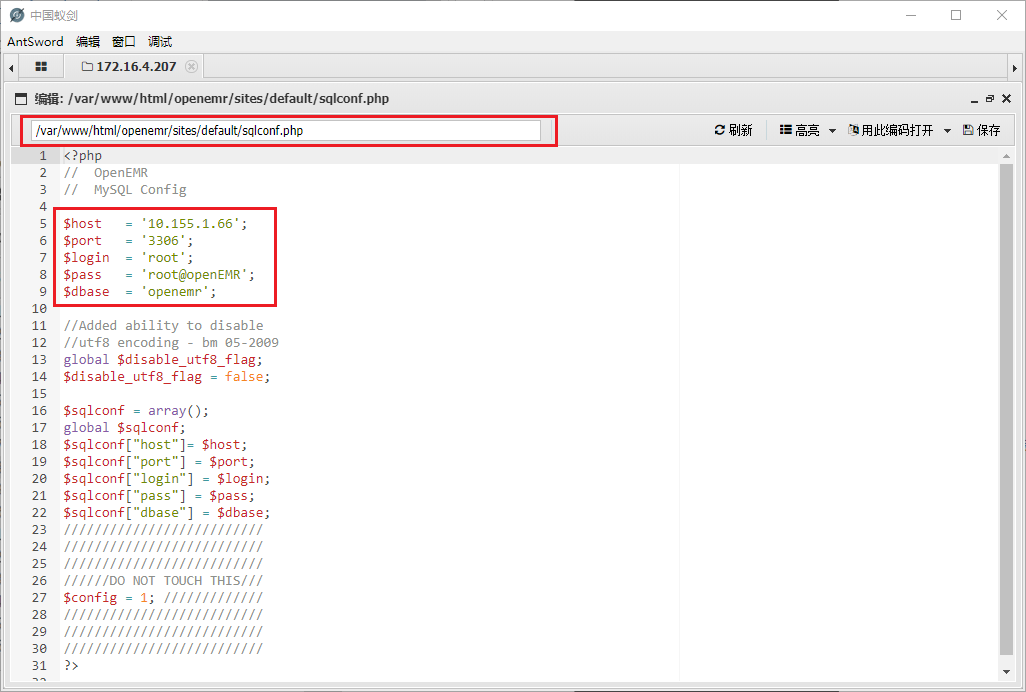 中国蚁剑
AntSword 编辑 窗口 调试
172.16.4.207
编辑: /var/www/html/openemr/sites/default/sqlconf.php
/var/www/html/openemr/sites/default/sqlconf.php 刷新 高亮 用此编码打开 保存
1 <?php
2 //  OpenEMR
3 //  MySQL Config
4
5 $host   = '10.155.1.66';
6 $port   = '3306';
7 $login  = 'root';
8 $pass   = 'root@openEMR';
9 $dbase  = 'openemr';
10
11 //Added ability to disable
12 //utf8 encoding - bm 05-2009
13 global $disable_utf8_flag;
14 $disable_utf8_flag = false;
15
16 $sqlconf = array();
17 global $sqlconf;
18 $sqlconf["host"]= $host;
19 $sqlconf["port"] = $port;
20 $sqlconf["login"] = $login;
21 $sqlconf["pass"] = $pass;
22 $sqlconf["dbase"] = $dbase;
23 //////////////////////////
24 //////////////////////////
25 //////////////////////////
26 //////DO NOT TOUCH THIS///
27 $config = 1; /////////////
28 //////////////////////////
29 //////////////////////////
30 //////////////////////////
31 ?>